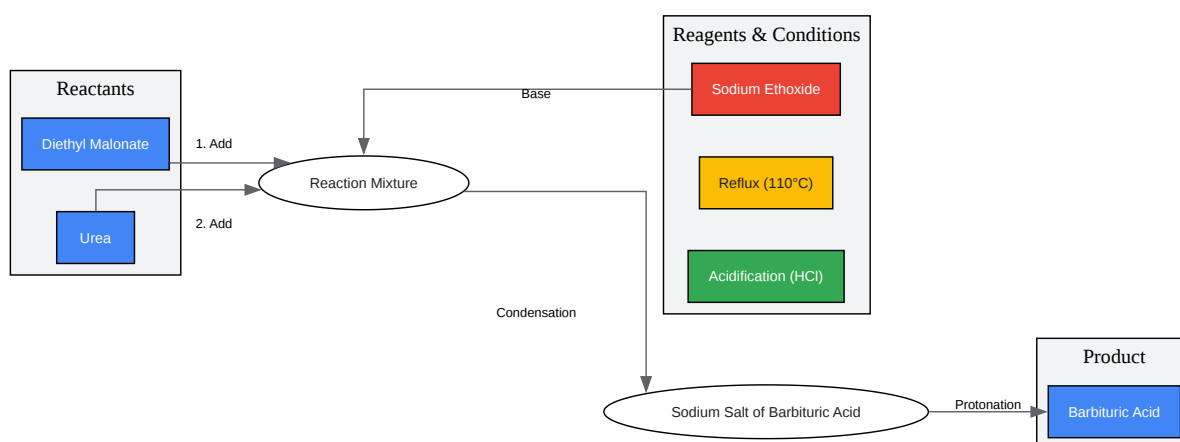 Reactants
Diethyl Malonate
Urea
1. Add
2. Add
Reaction Mixture
Base
Reagents & Conditions
Sodium Ethoxide
Reflux (110°C)
Acidification (HCl)
Condensation
Sodium Salt of Barbituric Acid
Protonation
Product
Barbituric Acid